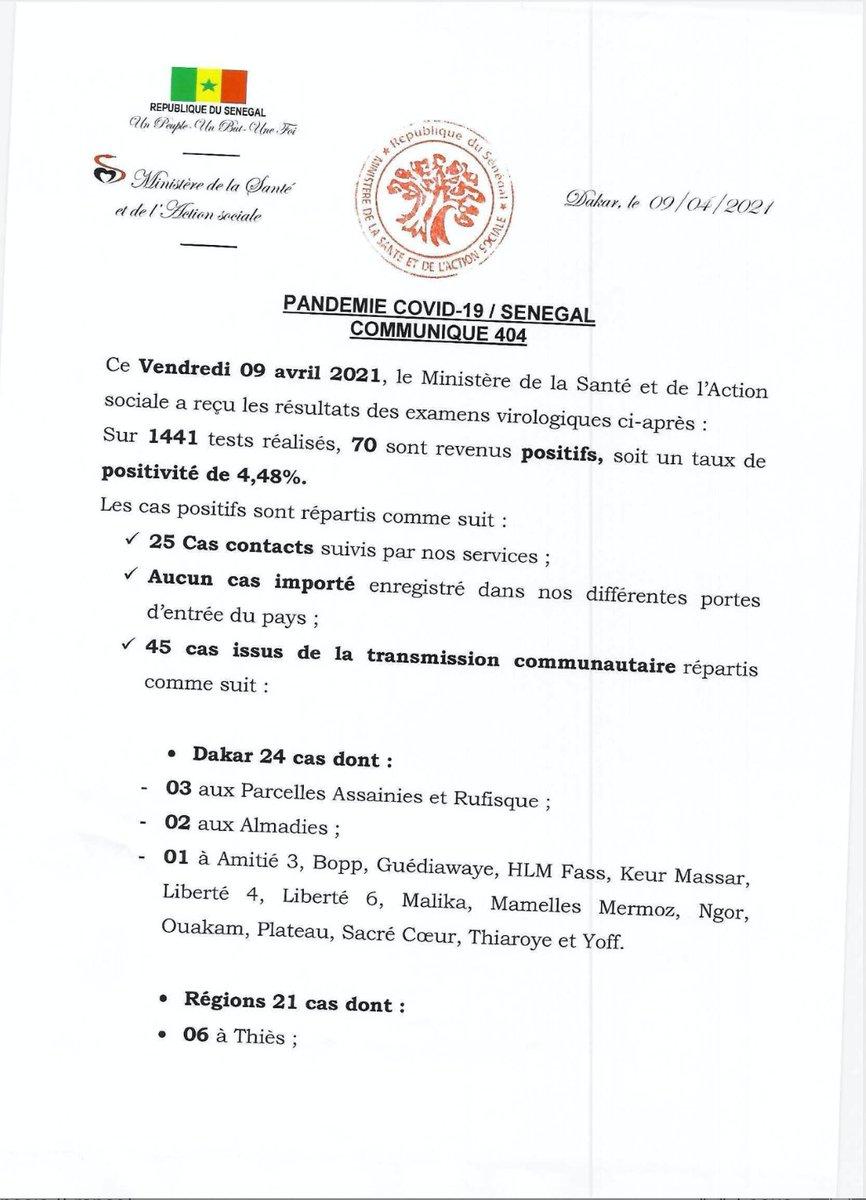 REPUBLIQUE DU SENEGAL
Un Peuple-Un But-Une Foi
Ministère de la Santé
et de l'Action sociale
★ République du Sénégal ★
MINISTERE DE LA SANTE ET DE L'ACTION SOCIALE
Dakar, le 09/04/2021
PANDEMIE COVID-19 / SENEGAL
COMMUNIQUE 404
Ce Vendredi 09 avril 2021, le Ministère de la Santé et de l'Action
sociale a reçu les résultats des examens virologiques ci-après :
Sur 1441 tests réalisés, 70 sont revenus positifs, soit un taux de
positivité de 4,48%.
Les cas positifs sont répartis comme suit :
✓ 25 Cas contacts suivis par nos services ;
✓ Aucun cas importé enregistré dans nos différentes portes
d'entrée du pays ;
✓ 45 cas issus de la transmission communautaire répartis
comme suit :
• Dakar 24 cas dont :
- 03 aux Parcelles Assainies et Rufisque ;
- 02 aux Almadies ;
- 01 à Amitié 3, Bopp, Guédiawaye, HLM Fass, Keur Massar,
Liberté 4, Liberté 6, Malika, Mamelles Mermoz, Ngor,
Ouakam, Plateau, Sacré Cœur, Thiaroye et Yoff.
• Régions 21 cas dont :
• 06 à Thiès ;